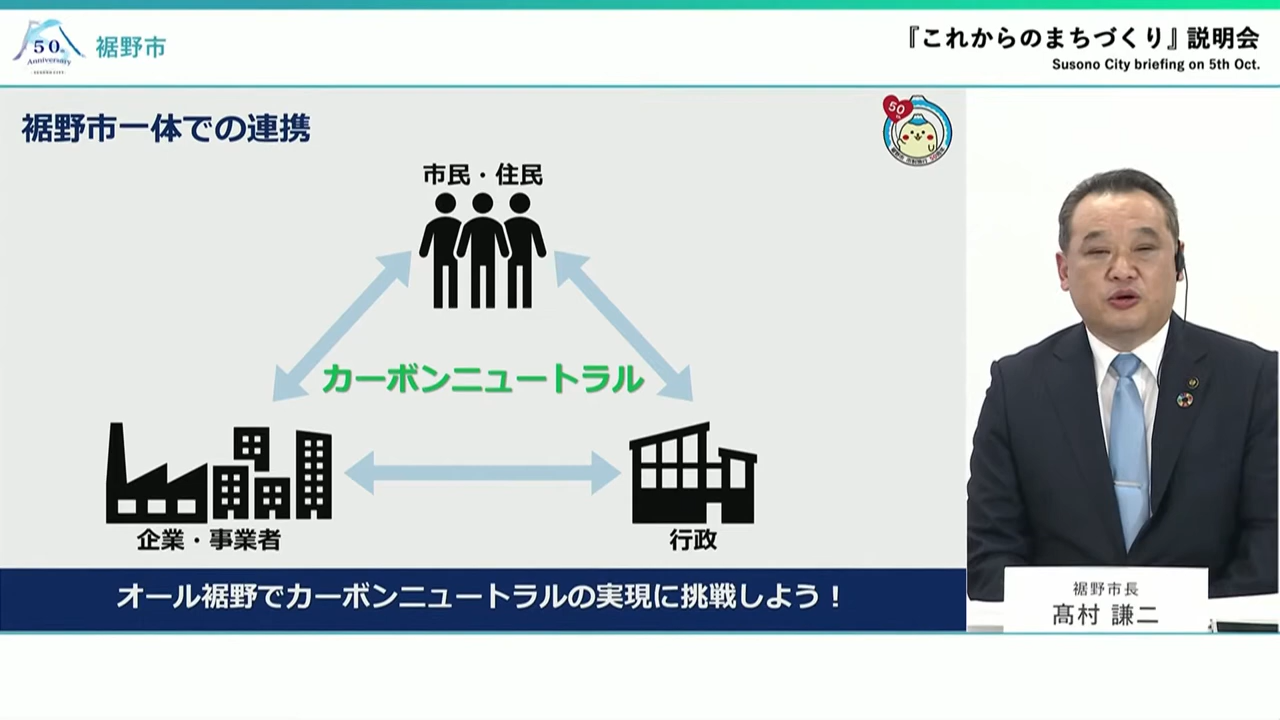 50th
Anniversary
裾野市
『これからのまちづくり』説明会
Susono City briefing on 5th Oct.
裾野市一体での連携
50
市民・住民
カーボンニュートラル
企業・事業者
行政
オール裾野でカーボンニュートラルの実現に挑戦しよう！
裾野市長
髙村 謙二